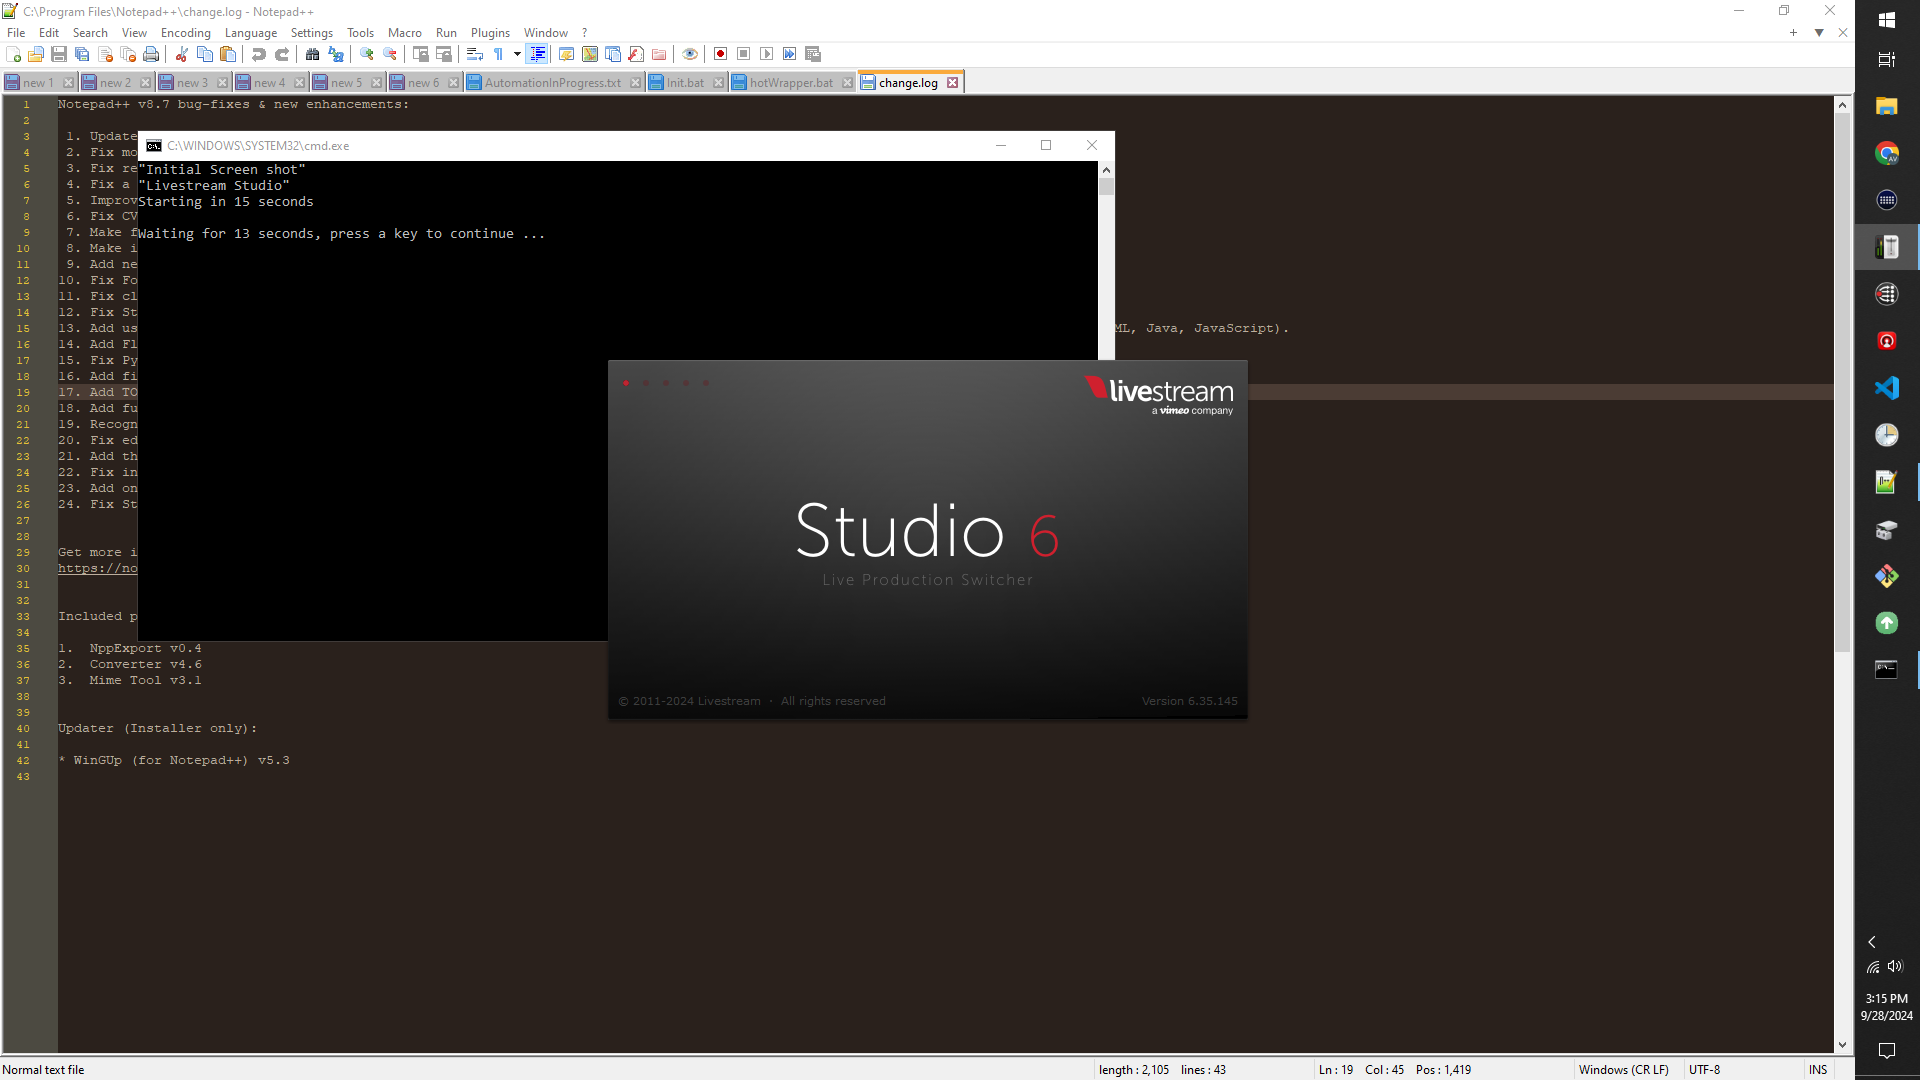 C:\Program Files\Notepad++\change.log - Notepad++
File Edit Search View Encoding Language Settings Tools Macro Run Plugins Window ?
new 1 new 2 new 3 new 4 new 5 new 6 AutomationInProgress.txt Init.bat hotWrapper.bat change.log
1 Notepad++ v8.7 bug-fixes & new enhancements:
2
3 1. Update
4 2. Fix mo
5 3. Fix re
6 4. Fix a
7 5. Improv
8 6. Fix CV
9 7. Make f
10 8. Make i
11 9. Add ne
12 10. Fix Fo
13 11. Fix cl
14 12. Fix St
15 13. Add us ML, Java, JavaScript).
16 14. Add Fl
17 15. Fix Py
18 16. Add fi
19 17. Add TO
20 18. Add fu
21 19. Recogn
22 20. Fix ed
23 21. Add th
24 22. Fix in
25 23. Add on
26 24. Fix St
27
28
29 Get more i
30 https://no
31
32
33 Included p
34
35 1. NppExport v0.4
36 2. Converter v4.6
37 3. Mime Tool v3.1
38
39
40 Updater (Installer only):
41
42 * WinGUp (for Notepad++) v5.3
43
C:\WINDOWS\SYSTEM32\cmd.exe
"Initial Screen shot"
"Livestream Studio"
Starting in 15 seconds
Waiting for 13 seconds, press a key to continue ...
livestream
a vimeo company
Studio 6
Live Production Switcher
© 2011-2024 Livestream · All rights reserved Version 6.35.145
3:15 PM
9/28/2024
Normal text file length : 2,105 lines : 43 Ln : 19 Col : 45 Pos : 1,419 Windows (CR LF) UTF-8 INS